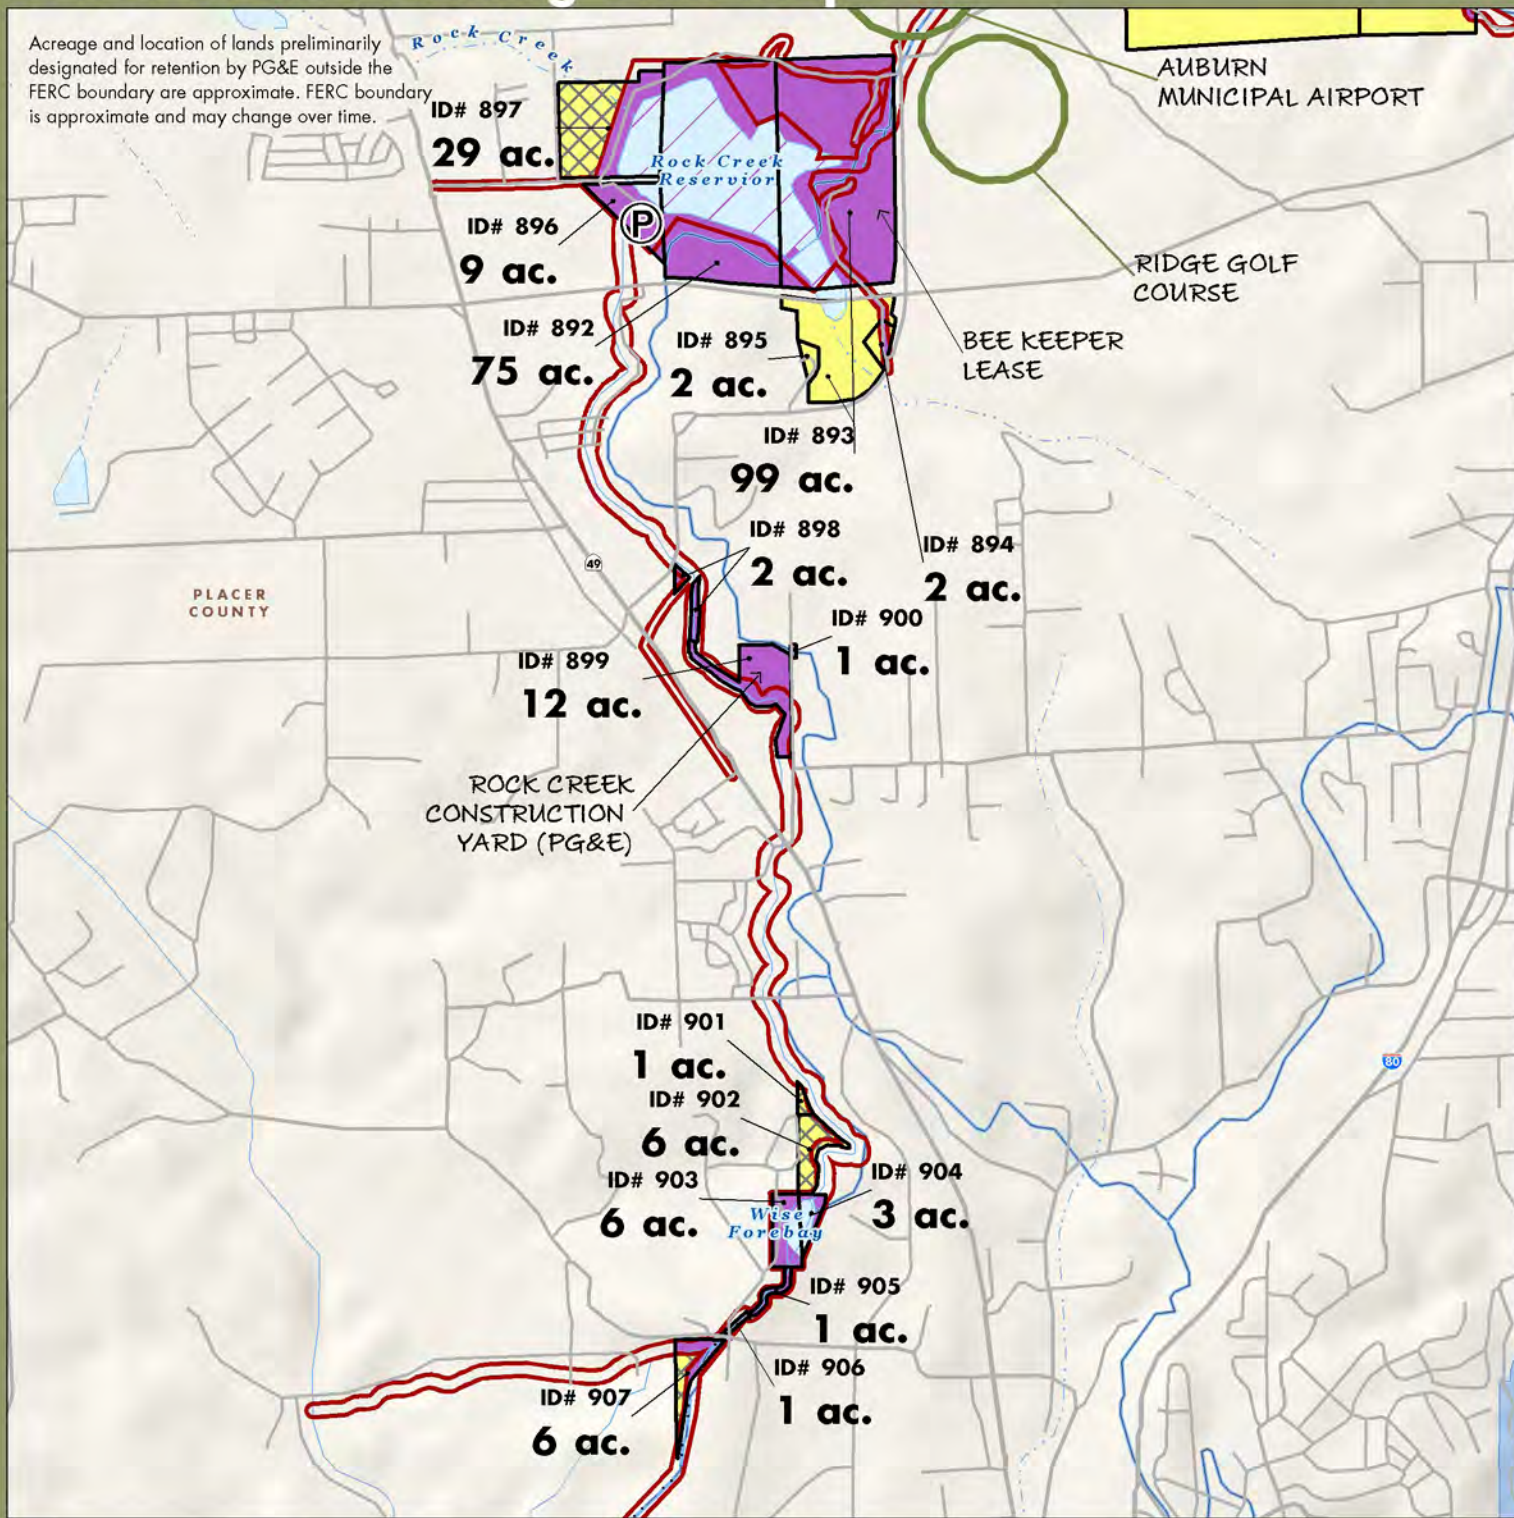 Acreage and location of lands preliminarily
designated for retention by PG&E outside the
FERC boundary are approximate. FERC boundary
is approximate and may change over time.
Rock Creek
AUBURN
MUNICIPAL AIRPORT
ID# 897
29 ac.
Rock Creek
Reservior
P
ID# 896
9 ac.
RIDGE GOLF
COURSE
ID# 892
75 ac.
ID# 895
2 ac.
BEE KEEPER
LEASE
ID# 893
99 ac.
ID# 898
2 ac.
ID# 894
2 ac.
49
PLACER
COUNTY
ID# 900
1 ac.
ID# 899
12 ac.
ROCK CREEK
CONSTRUCTION
YARD (PG&E)
ID# 901
1 ac.
80
ID# 902
6 ac.
ID# 903
6 ac.
ID# 904
3 ac.
Wise
Forebay
ID# 905
1 ac.
ID# 906
1 ac.
ID# 907
6 ac.